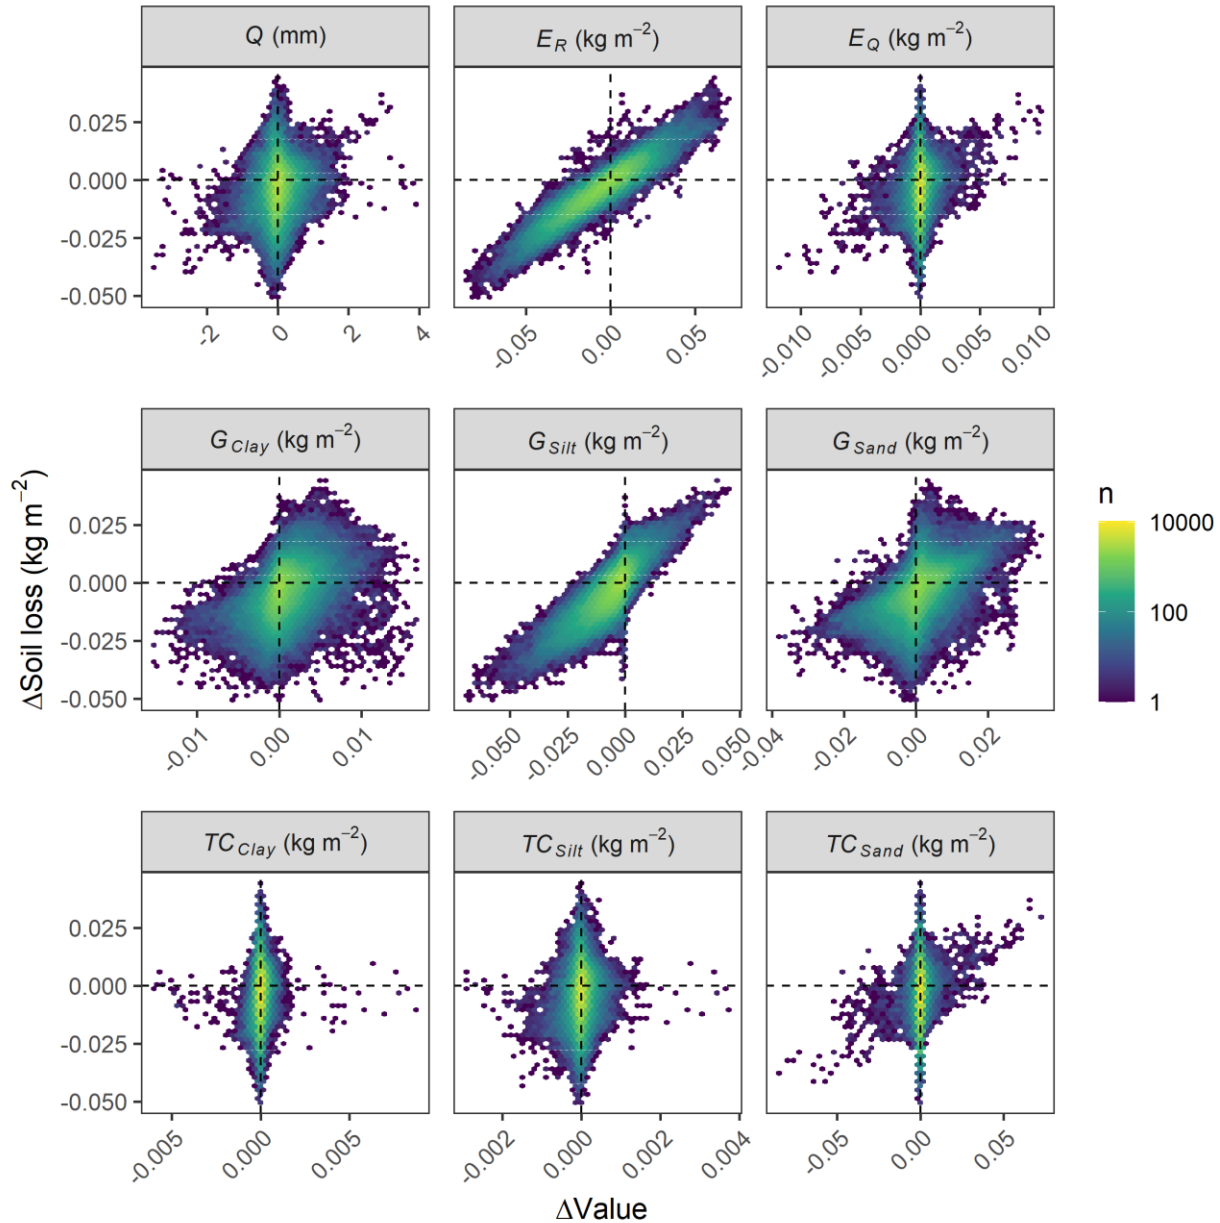 Q (mm)
E_R (kg m⁻²)
E_Q (kg m⁻²)
0.025
0.000
-0.025
-0.050
-2 0 2 4
-0.05 0.00 0.05
-0.010 -0.005 0.000 0.005 0.010
G_Clay (kg m⁻²)
G_Silt (kg m⁻²)
G_Sand (kg m⁻²)
ΔSoil loss (kg m⁻²)
0.025
0.000
-0.025
-0.050
-0.01 0.00 0.01
-0.050 -0.025 0.000 0.025 0.050
-0.04 -0.02 0.00 0.02
n
10000
100
1
TC_Clay (kg m⁻²)
TC_Silt (kg m⁻²)
TC_Sand (kg m⁻²)
0.025
0.000
-0.025
-0.050
-0.005 0.000 0.005
-0.002 0.000 0.002 0.004
-0.05 0.00 0.05
ΔValue